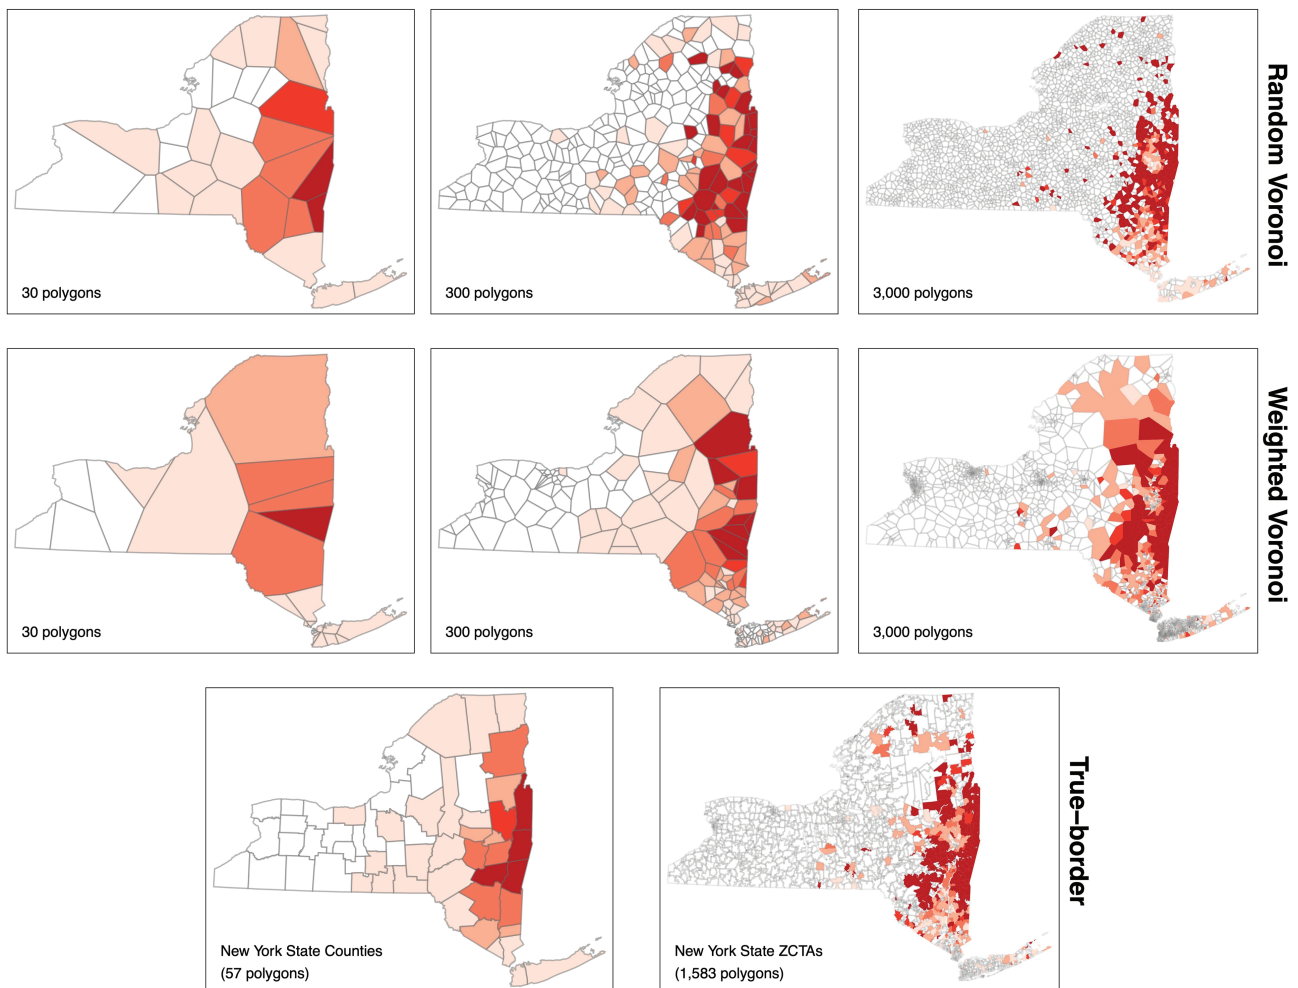 30 polygons
300 polygons
3,000 polygons
Random Voronoi
30 polygons
300 polygons
3,000 polygons
Weighted Voronoi
New York State Counties
(57 polygons)
New York State ZCTAs
(1,583 polygons)
True-border